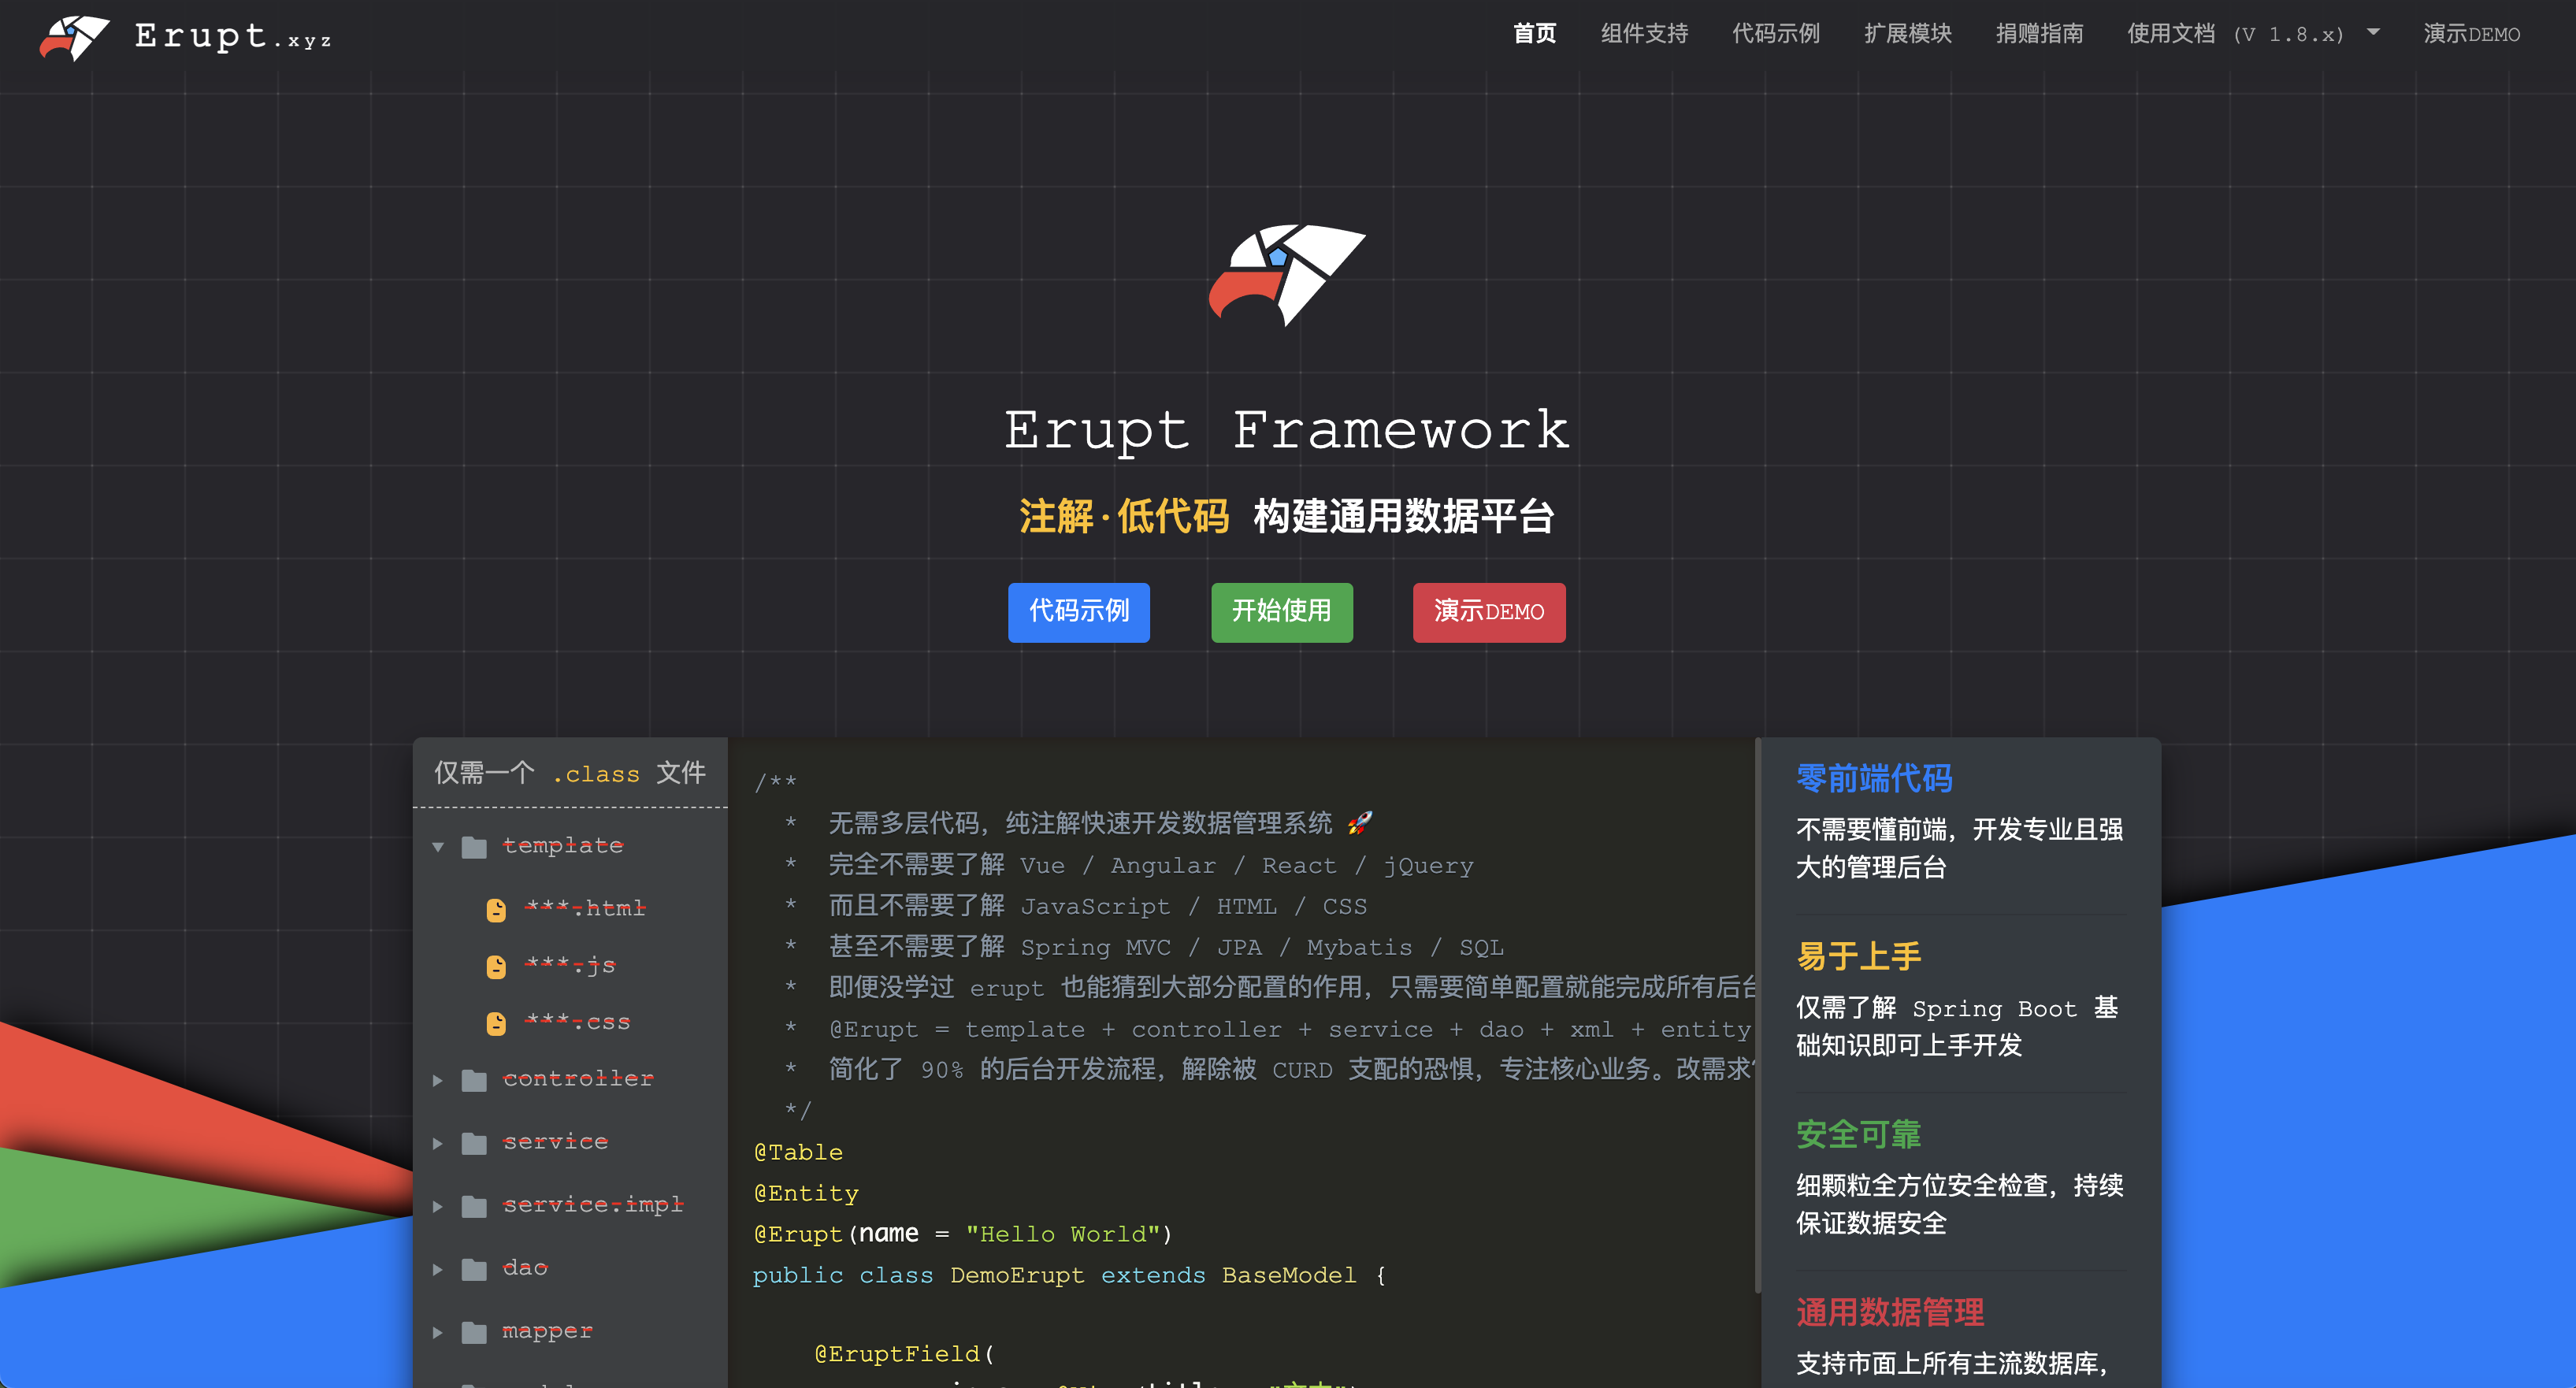 Erupt.xyz
首页 组件支持 代码示例 扩展模块 捐赠指南 使用文档 (V 1.8.x) 演示DEMO
Erupt Framework
注解·低代码 构建通用数据平台
代码示例 开始使用 演示DEMO
仅需一个 .class 文件
template
***.html
***.js
***.css
controller
service
service.impl
dao
mapper
/**
* 无需多层代码，纯注解快速开发数据管理系统 🚀
* 完全不需要了解 Vue / Angular / React / jQuery
* 而且不需要了解 JavaScript / HTML / CSS
* 甚至不需要了解 Spring MVC / JPA / Mybatis / SQL
* 即便没学过 erupt 也能猜到大部分配置的作用，只需要简单配置就能完成所有后台
* @Erupt = template + controller + service + dao + xml + entity
* 简化了 90% 的后台开发流程，解除被 CURD 支配的恐惧，专注核心业务。改需求
*/
@Table
@Entity
@Erupt(name = "Hello World")
public class DemoErupt extends BaseModel {
@EruptField(
零前端代码
不需要懂前端，开发专业且强
大的管理后台
易于上手
仅需了解 Spring Boot 基
础知识即可上手开发
安全可靠
细颗粒全方位安全检查，持续
保证数据安全
通用数据管理
支持市面上所有主流数据库，